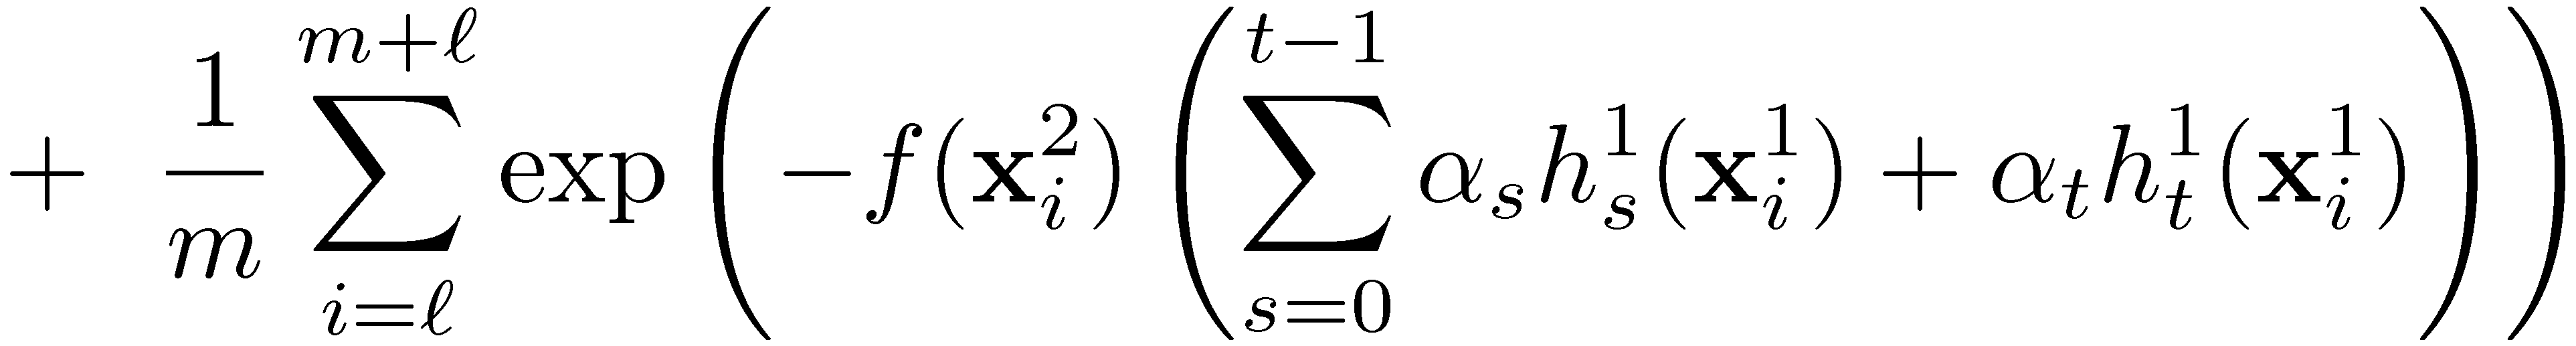 $+ \ \frac{1}{m} \sum_{i=\ell}^{m+\ell} \exp \left( -f(\mathbf{x}_i^2) \left( \sum_{s=0}^{t-1} \alpha_s h_s^1(\mathbf{x}_i^1) + \alpha_t h_t^1(\mathbf{x}_i^1) \right) \right)$